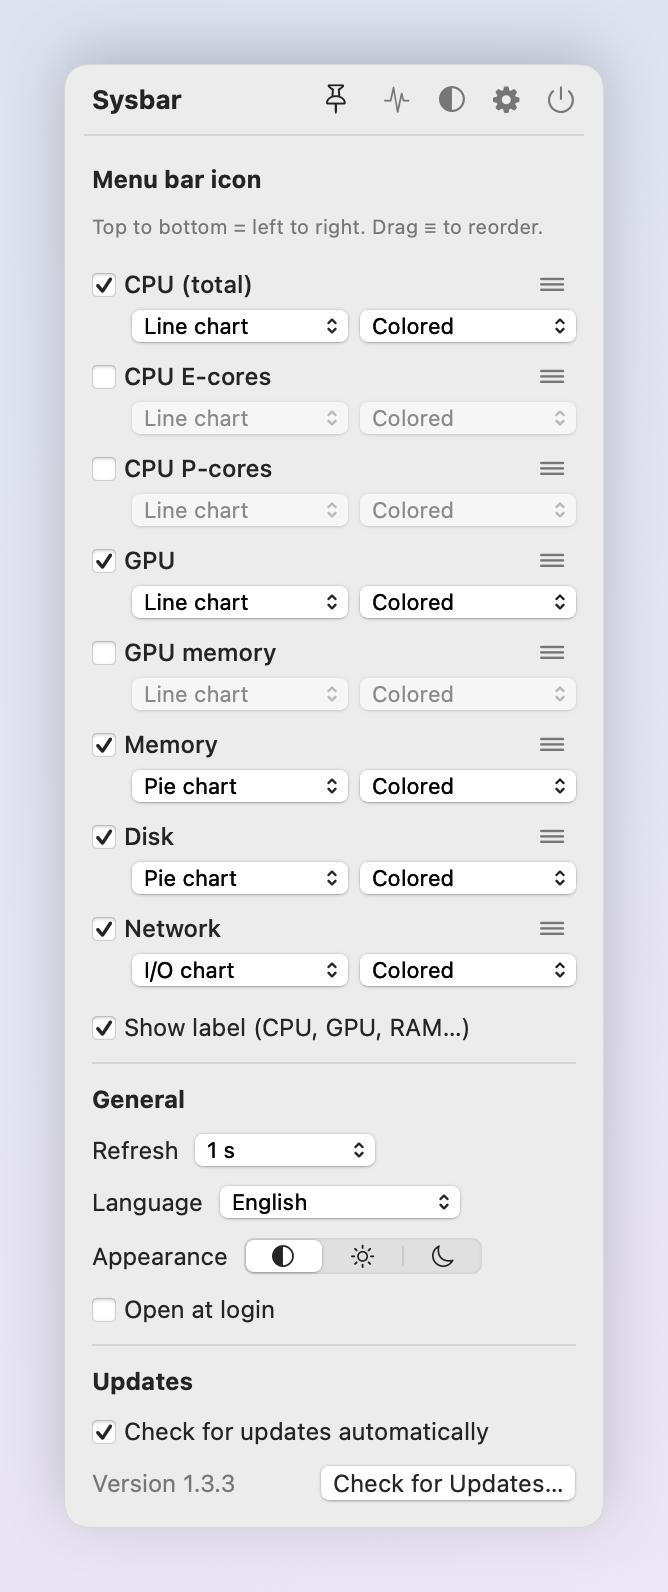 Sysbar
Menu bar icon
Top to bottom = left to right. Drag ≡ to reorder.
CPU (total)
Line chart Colored
CPU E-cores
Line chart Colored
CPU P-cores
Line chart Colored
GPU
Line chart Colored
GPU memory
Line chart Colored
Memory
Pie chart Colored
Disk
Pie chart Colored
Network
I/O chart Colored
Show label (CPU, GPU, RAM...)
General
Refresh 1 s
Language English
Appearance
Open at login
Updates
Check for updates automatically
Version 1.3.3 Check for Updates...